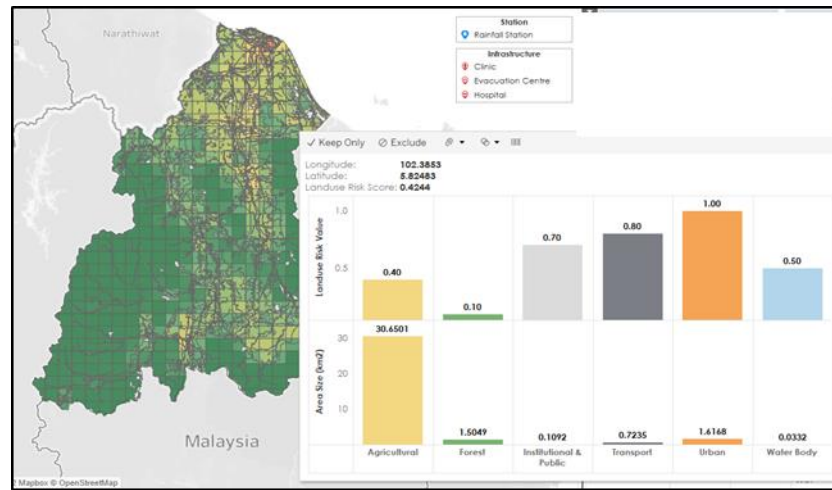 Narathiwat
Station
Rainfall Station
Infrastructure
Clinic
Evacuation Centre
Hospital
Keep Only Exclude
Longitude: 102.3853
Latitude: 5.82483
Landuse Risk Score: 0.4244
Landuse Risk Value
1.0
0.5
0.40
0.10
0.70
0.80
1.00
0.50
Area Size (km2)
30
20
10
30.6501
1.5049
0.1092
0.7235
1.6168
0.0332
Agricultural
Forest
Institutional &
Public
Transport
Urban
Water Body
Malaysia
2 Mapbox © OpenStreetMap